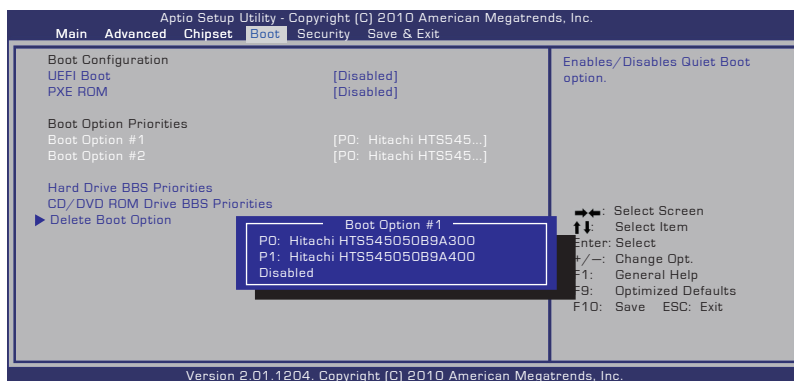 Aptio Setup Utility - Copyright (C) 2010 American Megatrends, Inc.
Main Advanced Chipset Boot Security Save & Exit
Boot Configuration
UEFI Boot [Disabled]
PXE ROM [Disabled]
Boot Option Priorities
Boot Option #1 [P0: Hitachi HTS545...]
Boot Option #2 [P0: Hitachi HTS545...]
Hard Drive BBS Priorities
CD/DVD ROM Drive BBS Priorities
Delete Boot Option
Boot Option #1
P0: Hitachi HTS545050B9A300
P1: Hitachi HTS545050B9A400
Disabled
Enables/Disables Quiet Boot
option.
: Select Screen
: Select Item
Enter: Select
+/—: Change Opt.
F1: General Help
F9: Optimized Defaults
F10: Save ESC: Exit
Version 2.01.1204. Copyright (C) 2010 American Megatrends, Inc.